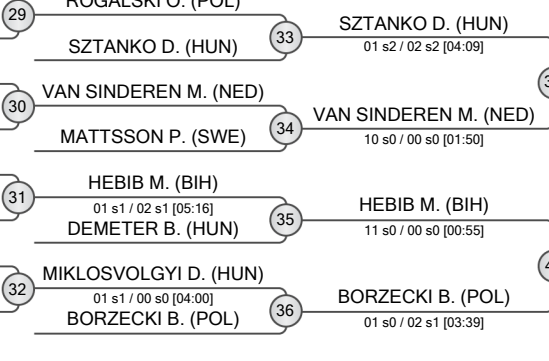 29
ROGALSKI O. (POL)
SZTANKO D. (HUN)
33
SZTANKO D. (HUN)
01 s2 / 02 s2 [04:09]
30
VAN SINDEREN M. (NED)
MATTSSON P. (SWE)
34
VAN SINDEREN M. (NED)
10 s0 / 00 s0 [01:50]
31
HEBIB M. (BIH)
01 s1 / 02 s1 [05:16]
DEMETER B. (HUN)
35
HEBIB M. (BIH)
11 s0 / 00 s0 [00:55]
32
MIKLOSVOLGYI D. (HUN)
01 s1 / 00 s0 [04:00]
BORZECKI B. (POL)
36
BORZECKI B. (POL)
01 s0 / 02 s1 [03:39]